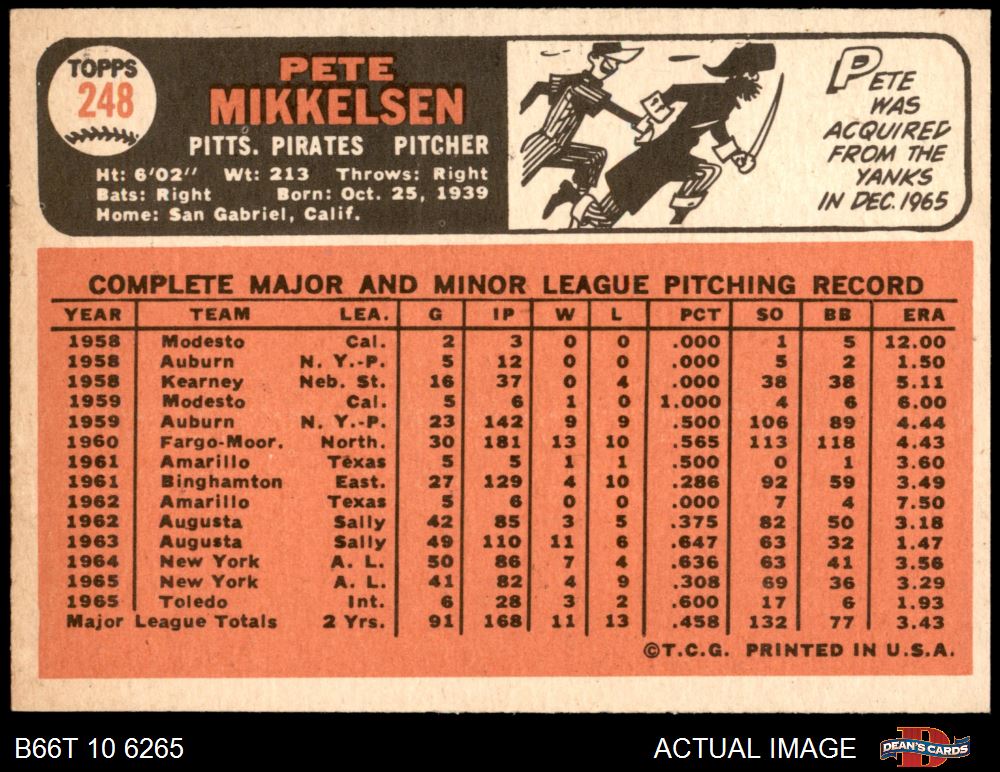 TOPPS
248
PETE
MIKKELSEN
PITTS. PIRATES PITCHER
Ht: 6'02" Wt: 213 Throws: Right
Bats: Right Born: Oct. 25, 1939
Home: San Gabriel, Calif.
PETE
WAS
ACQUIRED
FROM THE
YANKS
IN DEC. 1965
COMPLETE MAJOR AND MINOR LEAGUE PITCHING RECORD
YEAR TEAM LEA. G IP W L PCT SO BB ERA
1958 Modesto Cal. 2 3 0 0 .000 1 5 12.00
1958 Auburn N. Y.-P. 5 12 0 0 .000 5 2 1.50
1958 Kearney Neb. St. 16 37 0 4 .000 38 38 5.11
1959 Modesto Cal. 5 6 1 0 1.000 4 6 6.00
1959 Auburn N. Y.-P. 23 142 9 9 .500 106 89 4.44
1960 Fargo-Moor. North. 30 181 13 10 .565 113 118 4.43
1961 Amarillo Texas 5 5 1 1 .500 0 1 3.60
1961 Binghamton East. 27 129 4 10 .286 92 59 3.49
1962 Amarillo Texas 5 6 0 0 .000 7 4 7.50
1962 Augusta Sally 42 85 3 5 .375 82 50 3.18
1963 Augusta Sally 49 110 11 6 .647 63 32 1.47
1964 New York A. L. 50 86 7 4 .636 63 41 3.56
1965 New York A. L. 41 82 4 9 .308 69 36 3.29
1965 Toledo Int. 6 28 3 2 .600 17 6 1.93
Major League Totals 2 Yrs. 91 168 11 13 .458 132 77 3.43
©T.C.G. PRINTED IN U.S.A.
B66T 10 6265
ACTUAL IMAGE
DEAN'S CARDS